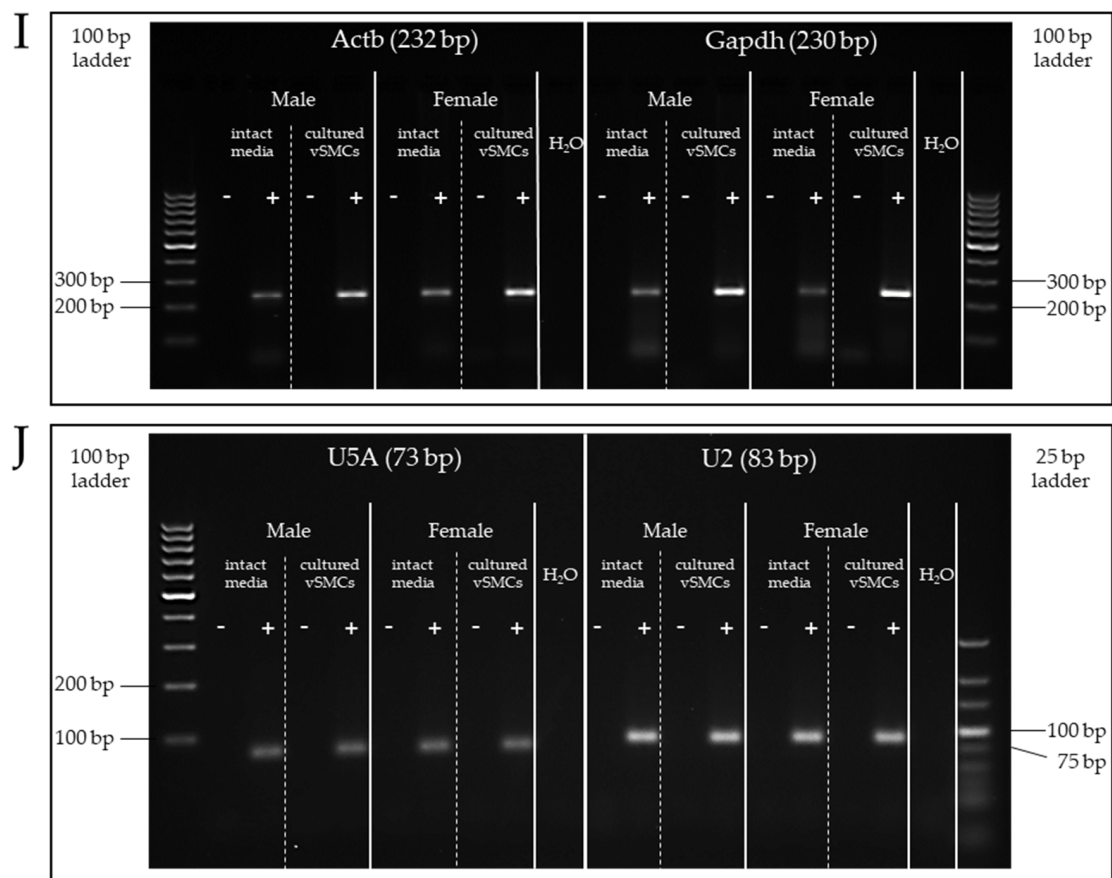 I
100 bp
ladder
Actb (232 bp)
Gapdh (230 bp)
100 bp
ladder
Male
Female
Male
Female
intact
media
cultured
vSMCs
intact
media
cultured
vSMCs
H₂O
intact
media
cultured
vSMCs
intact
media
cultured
vSMCs
H₂O
- + - + - + - + - + - + - + - +
300 bp
200 bp
300 bp
200 bp
J
100 bp
ladder
U5A (73 bp)
U2 (83 bp)
25 bp
ladder
Male
Female
Male
Female
intact
media
cultured
vSMCs
intact
media
cultured
vSMCs
H₂O
intact
media
cultured
vSMCs
intact
media
cultured
vSMCs
H₂O
- + - + - + - + - + - + - + - +
200 bp
100 bp
100 bp
75 bp